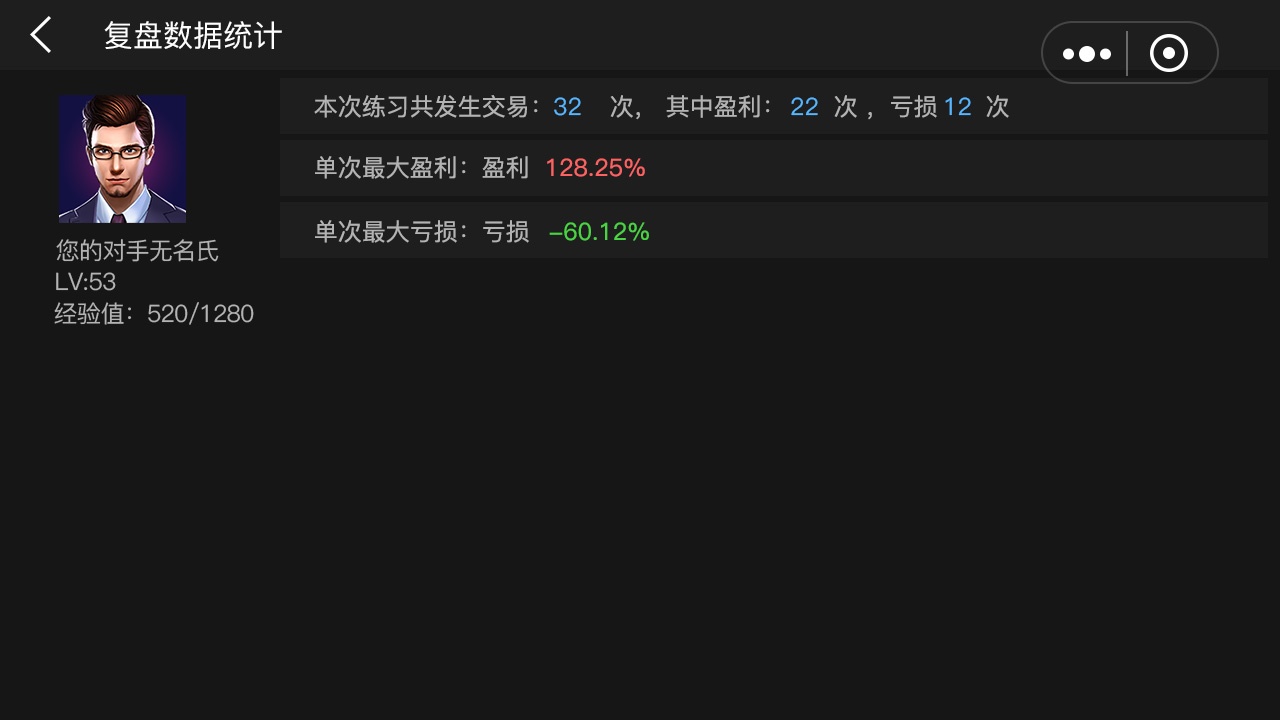 复盘数据统计
本次练习共发生交易：32 次， 其中盈利：22 次 ，亏损 12 次
单次最大盈利：盈利 128.25%
单次最大亏损：亏损 -60.12%
您的对手无名氏
LV:53
经验值：520/1280